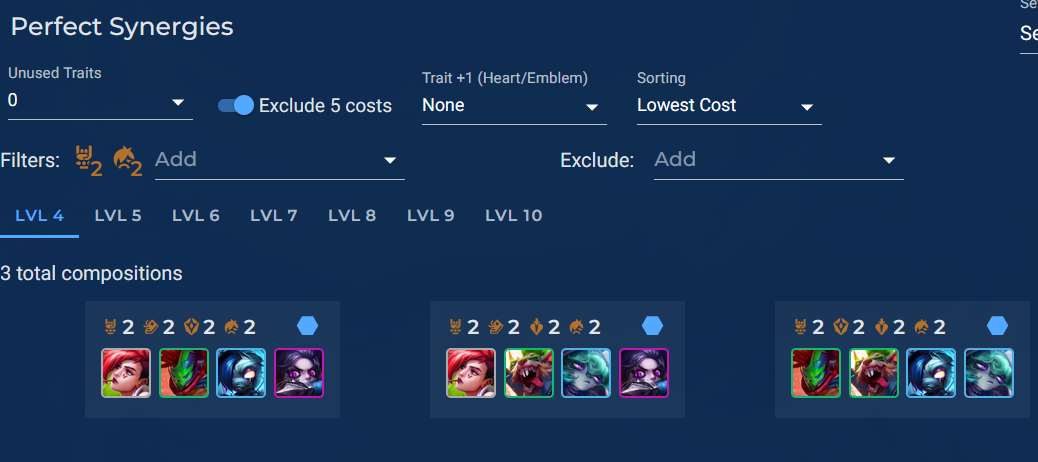 Perfect Synergies
Se
Se
Unused Traits
0
Exclude 5 costs
Trait +1 (Heart/Emblem)
None
Sorting
Lowest Cost
Filters: 2 2 Add
Exclude: Add
LVL 4 LVL 5 LVL 6 LVL 7 LVL 8 LVL 9 LVL 10
3 total compositions
2 2 2 2
2 2 2 2
2 2 2 2